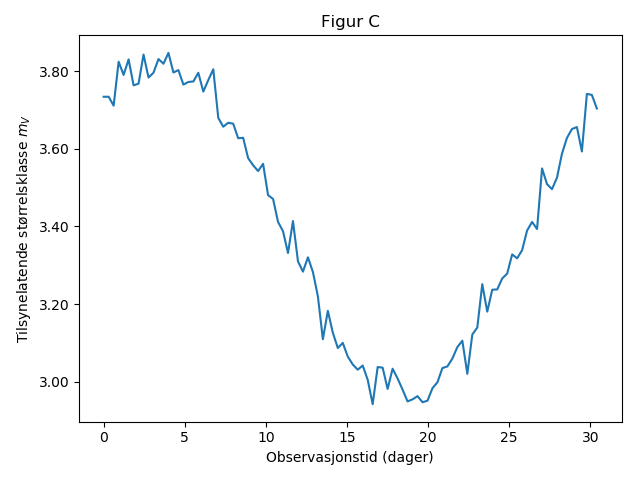 Figur C
Tilsynelatende størrelsklasse $m_V$
3.80
3.60
3.40
3.20
3.00
0 5 10 15 20 25 30
Observasjonstid (dager)